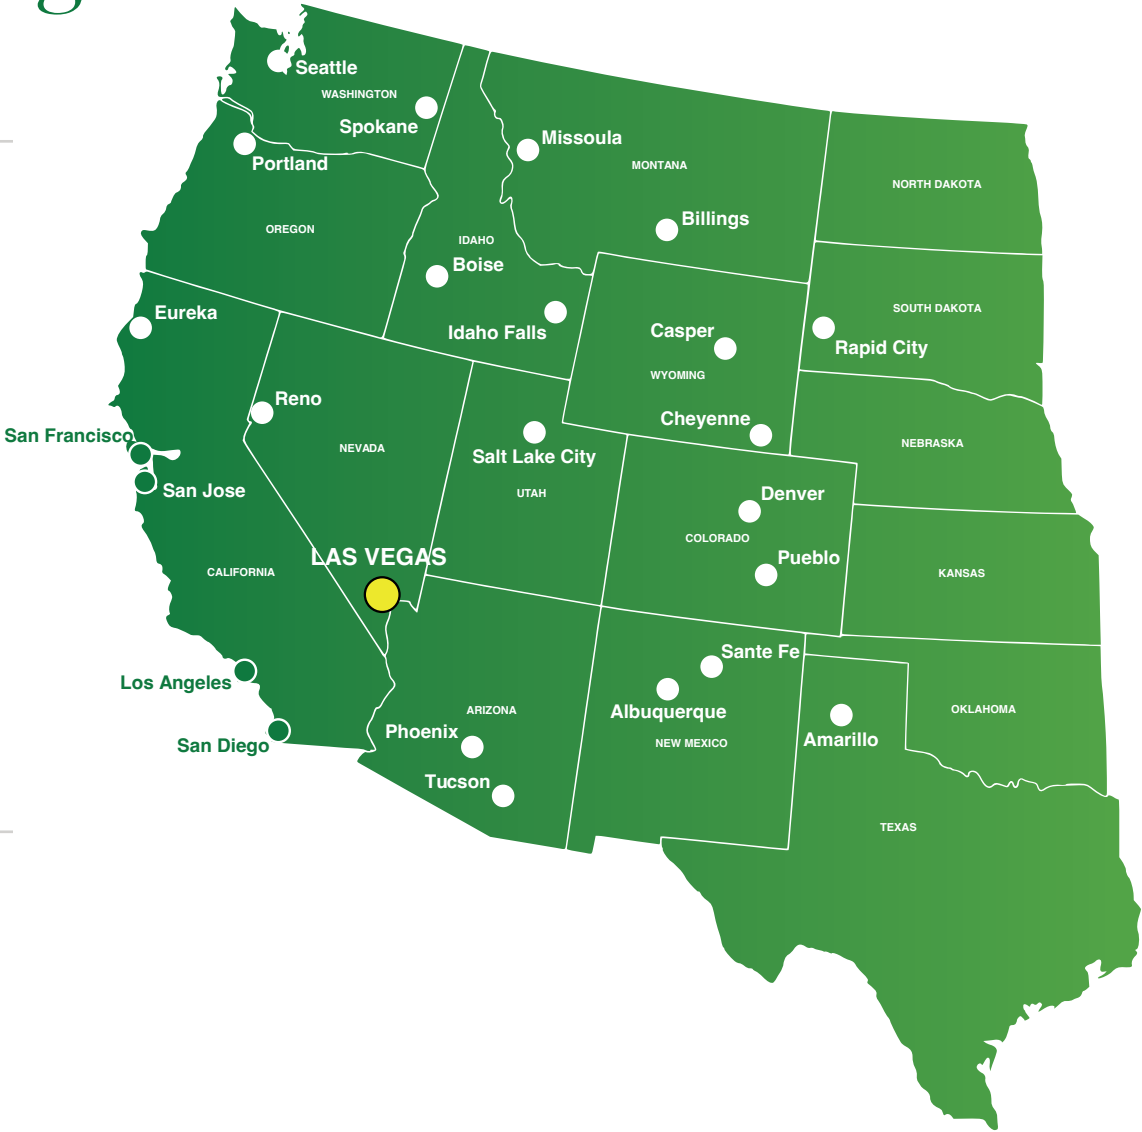 g
Seattle
WASHINGTON
Spokane
Missoula
Portland
MONTANA
NORTH DAKOTA
Billings
OREGON
IDAHO
Boise
SOUTH DAKOTA
Eureka
Idaho Falls
Casper
Rapid City
WYOMING
Reno
Cheyenne
San Francisco
NEBRASKA
NEVADA
Salt Lake City
San Jose
UTAH
Denver
COLORADO
LAS VEGAS
Pueblo
CALIFORNIA
KANSAS
Sante Fe
Los Angeles
ARIZONA
Albuquerque
OKLAHOMA
Phoenix
San Diego
NEW MEXICO
Amarillo
Tucson
TEXAS